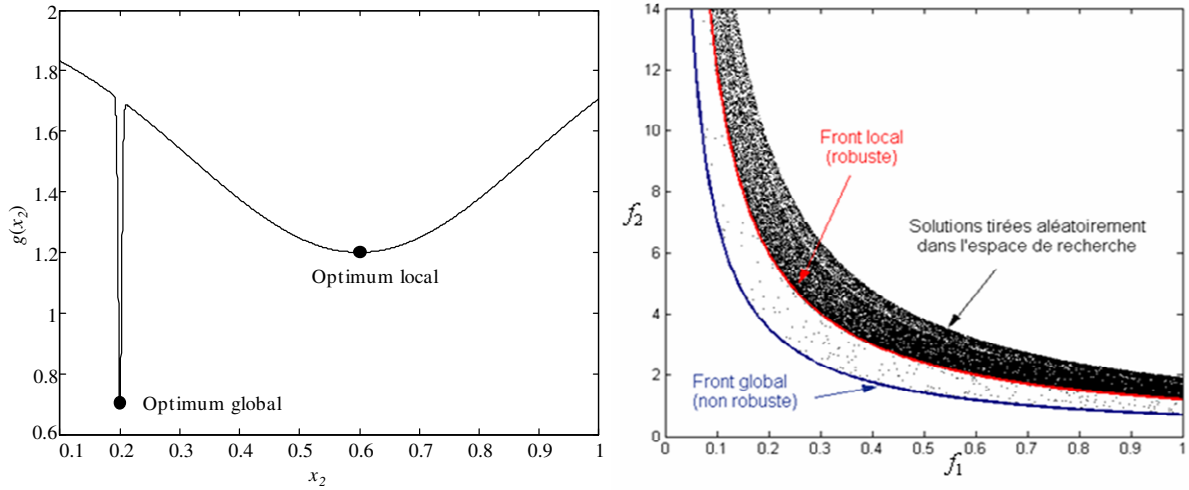 2
1.8
1.6
1.4
1.2
1
0.8
0.6
g(x2)
Optimum local
Optimum global
0.1 0.2 0.3 0.4 0.5 0.6 0.7 0.8 0.9 1
x2
14
12
10
8
6
4
2
0
f2
Front local
(robuste)
Solutions tirées aléatoirement
dans l'espace de recherche
Front global
(non robuste)
0 0.1 0.2 0.3 0.4 0.5 0.6 0.7 0.8 0.9 1
f1